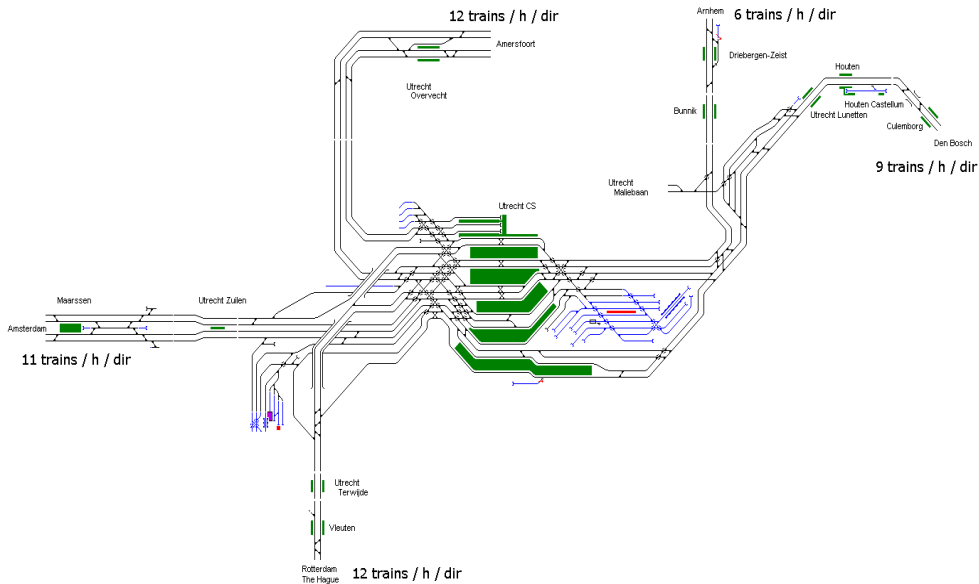 12 trains / h / dir
Amersfoort
Utrecht
Overvecht
Arnhem
6 trains / h / dir
Driebergen-Zeist
Bunnik
Houten
Houten Castellum
Utrecht Lunetten
Culemborg
Den Bosch
9 trains / h / dir
Utrecht
Maliebaan
Utrecht CS
Maarssen
Utrecht Zuilen
Amsterdam
11 trains / h / dir
Utrecht
Terwijde
Vleuten
Rotterdam
The Hague
12 trains / h / dir